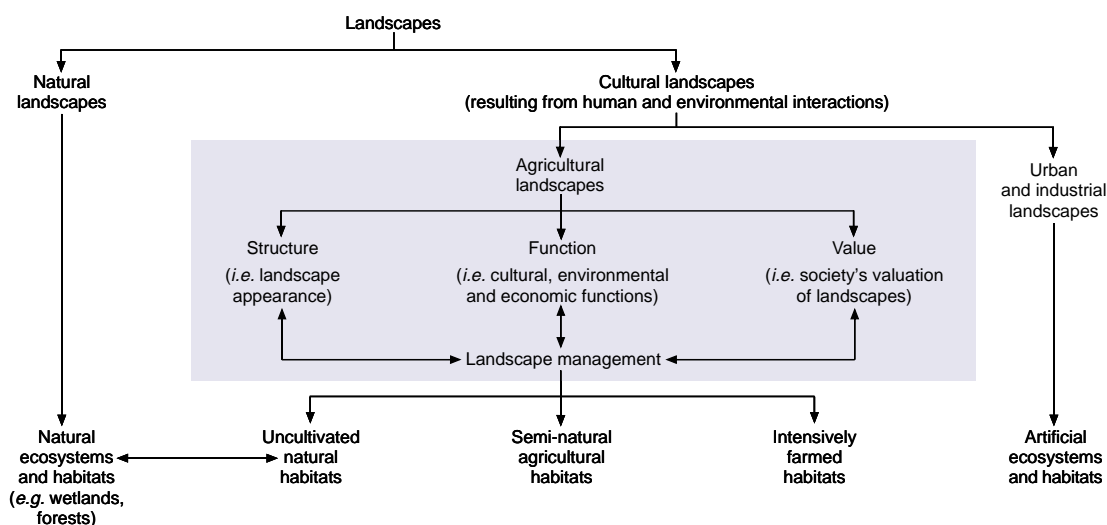 Landscapes
Natural
landscapes
Cultural landscapes
(resulting from human and environmental interactions)
Agricultural
landscapes
Urban
and industrial
landscapes
Structure
(i.e. landscape
appearance)
Function
(i.e. cultural, environmental
and economic functions)
Value
(i.e. society's valuation
of landscapes)
Landscape management
Natural
ecosystems
and habitats
(e.g. wetlands,
forests)
Uncultivated
natural
habitats
Semi-natural
agricultural
habitats
Intensively
farmed
habitats
Artificial
ecosystems
and habitats